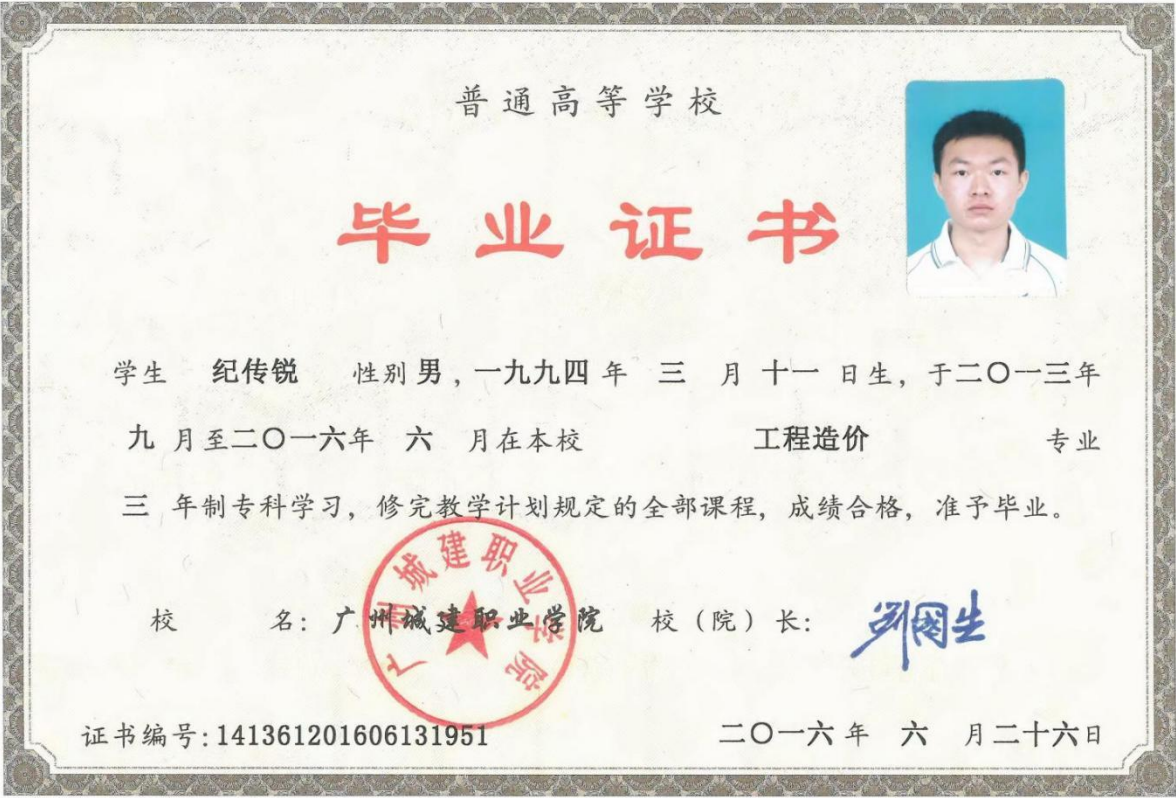 普通高等学校
毕业证书
学生 纪传锐 性别 男，一九九四 年 三 月 十一 日生，于二〇一三年
九 月至二〇一六年 六 月在本校 工程造价 专业
三 年制专科学习，修完教学计划规定的全部课程，成绩合格，准予毕业。
校 名：广州城建职业学院 校（院）长：刘国生
广州城建职业学院
证书编号：141361201606131951 二〇一六年 六 月二十六日